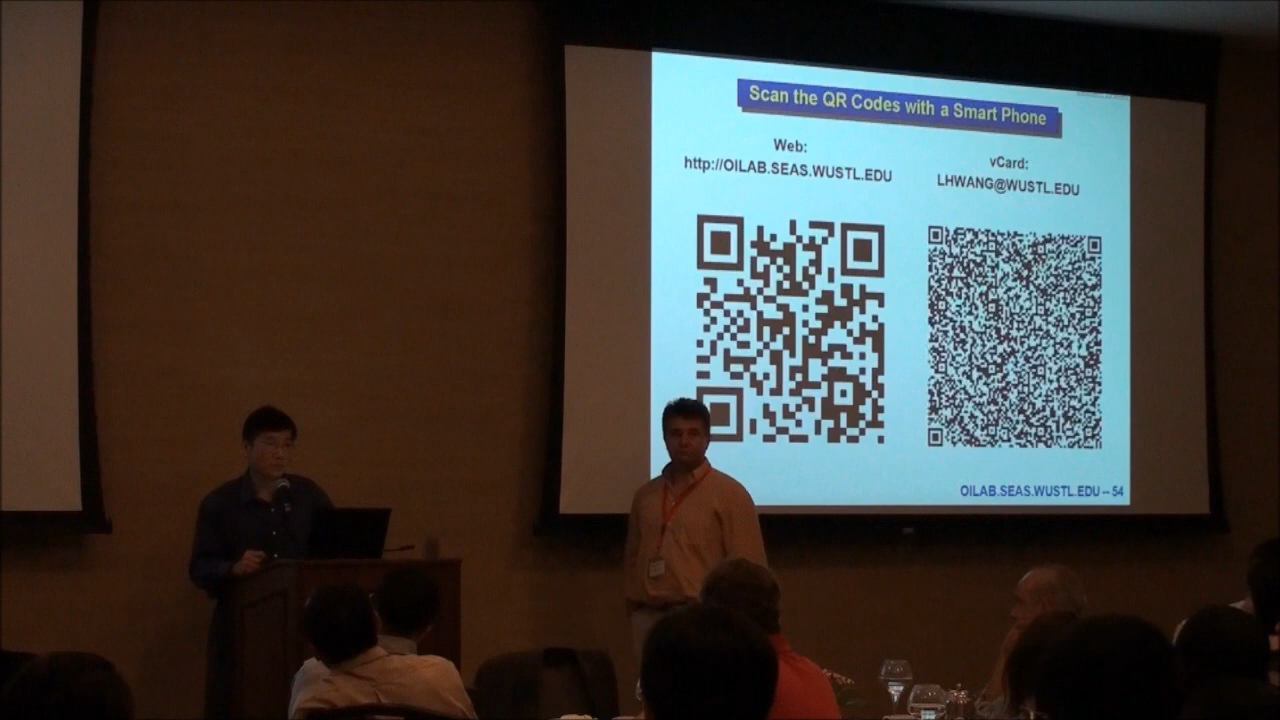 Scan the QR Codes with a Smart Phone
Web:
http://OILAB.SEAS.WUSTL.EDU
vCard:
LHWANG@WUSTL.EDU
OILAB.SEAS.WUSTL.EDU – 54